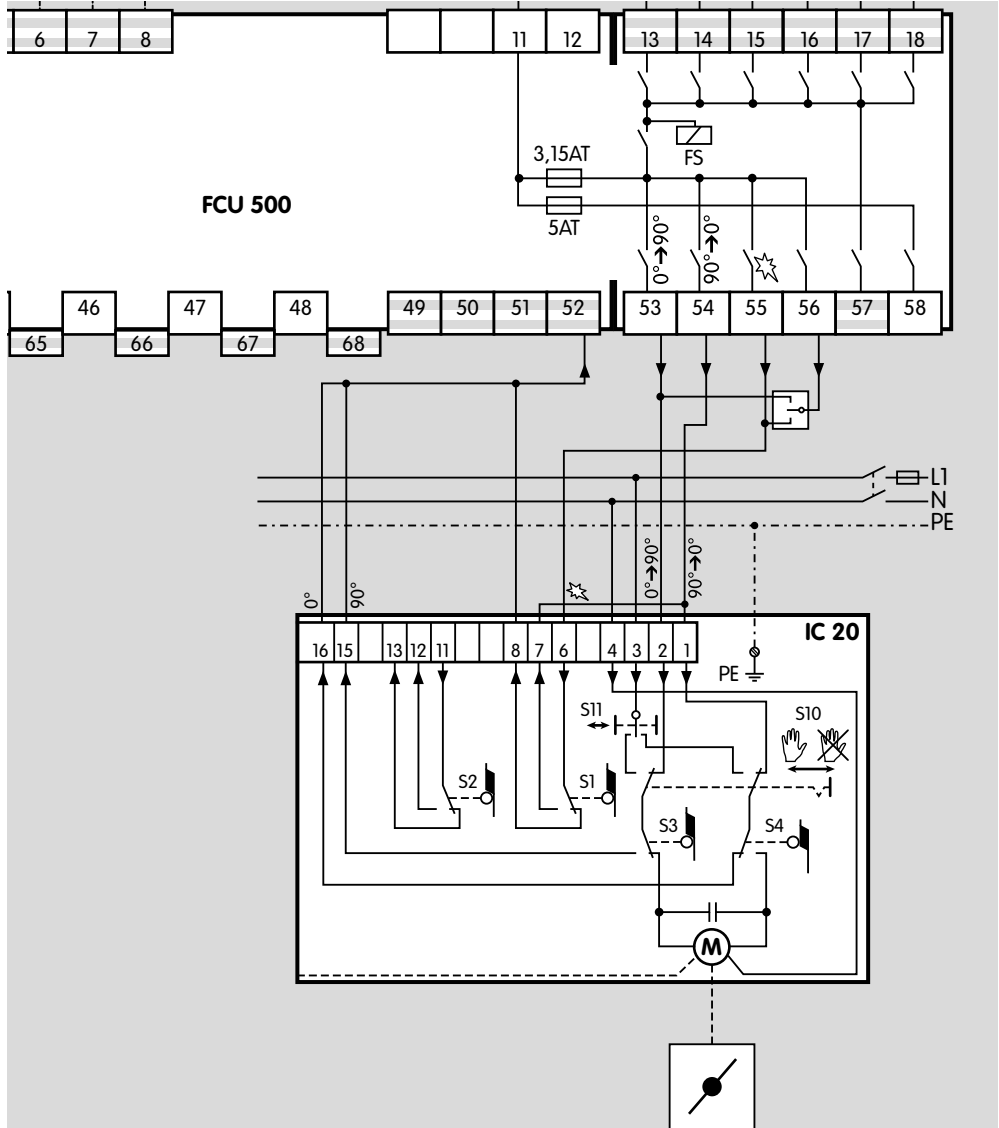 6 7 8 11 12 13 14 15 16 17 18
FS
3,15AT
5AT
FCU 500
0°➔90°
90°➔0°
46 47 48 49 50 51 52 53 54 55 56 57 58
65 66 67 68
L1
N
PE
0°
90°
0°➔90°
90°➔0°
IC 20
16 15 13 12 11 8 7 6 4 3 2 1
PE
S11
S10
S2
S1
S3
S4
M